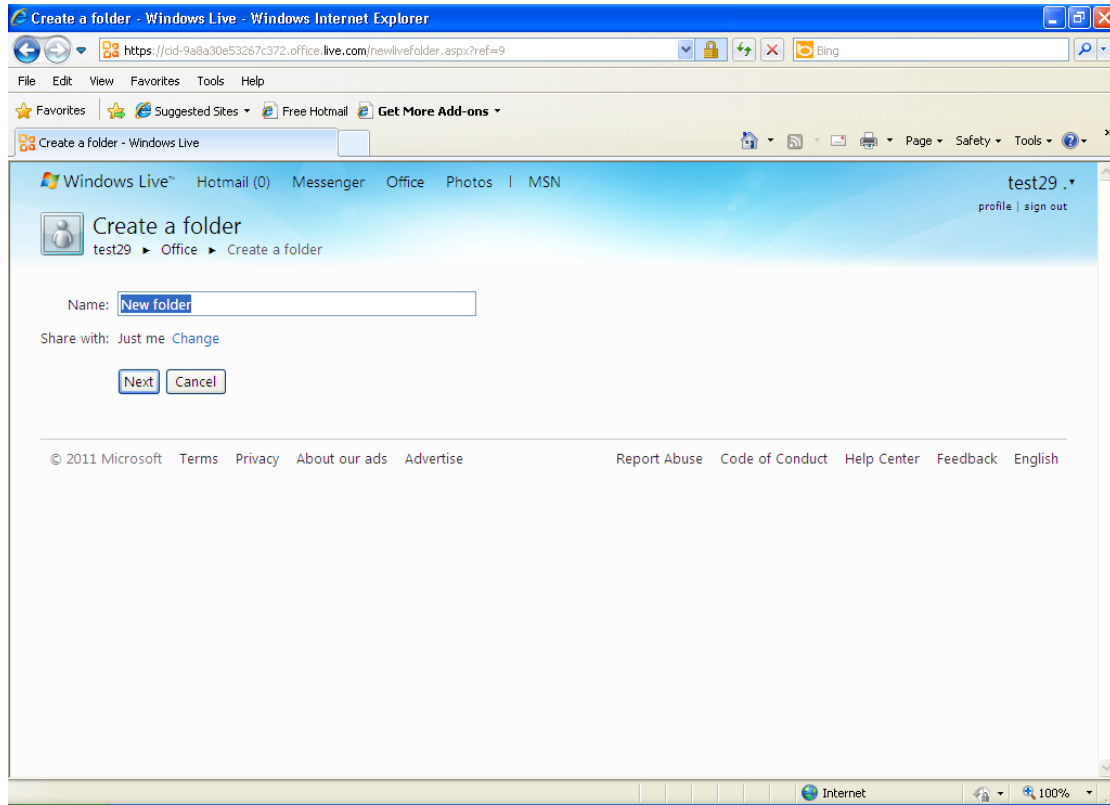 Create a folder - Windows Live - Windows Internet Explorer
https://cid-9a8a30e53267c372.office.live.com/newlivefolder.aspx?ref=9 Bing
File Edit View Favorites Tools Help
Favorites Suggested Sites Free Hotmail Get More Add-ons
Create a folder - Windows Live Page Safety Tools »
Windows Live™ Hotmail (0) Messenger Office Photos | MSN test29 .
profile | sign out
Create a folder
test29 ► Office ► Create a folder
Name: New folder
Share with: Just me Change
Next Cancel
© 2011 Microsoft Terms Privacy About our ads Advertise Report Abuse Code of Conduct Help Center Feedback English
Internet 100%